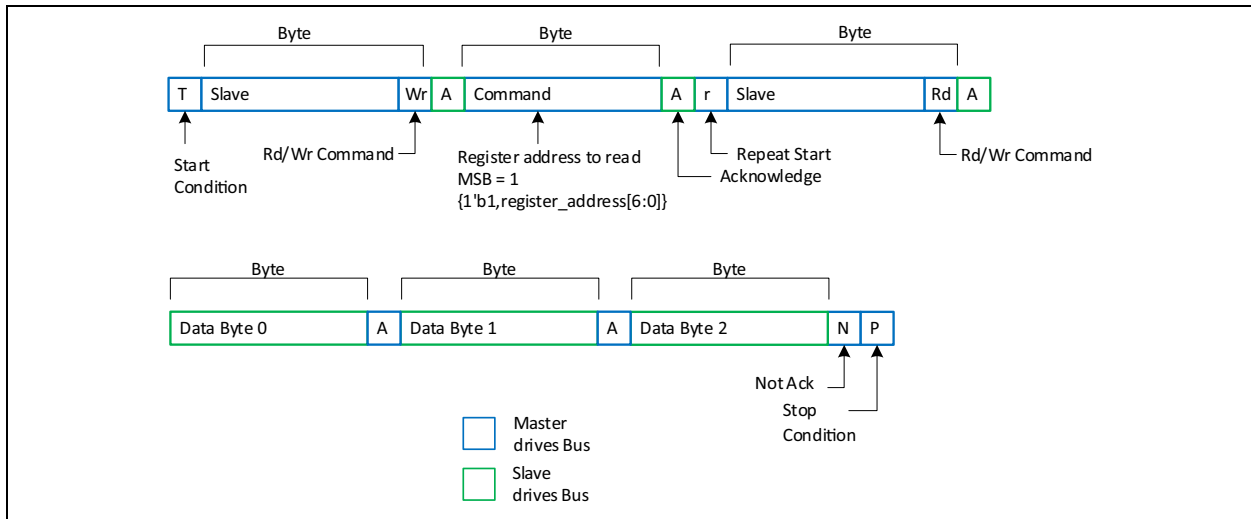 Byte Byte Byte
T Slave Wr A Command A r Slave Rd A
Start
Condition
Rd/Wr Command
Register address to read
MSB = 1
{1'b1,register_address[6:0]}
Repeat Start
Acknowledge
Rd/Wr Command
Byte Byte Byte
Data Byte 0 A Data Byte 1 A Data Byte 2 N P
Not Ack
Stop
Condition
Master
drives Bus
Slave
drives Bus